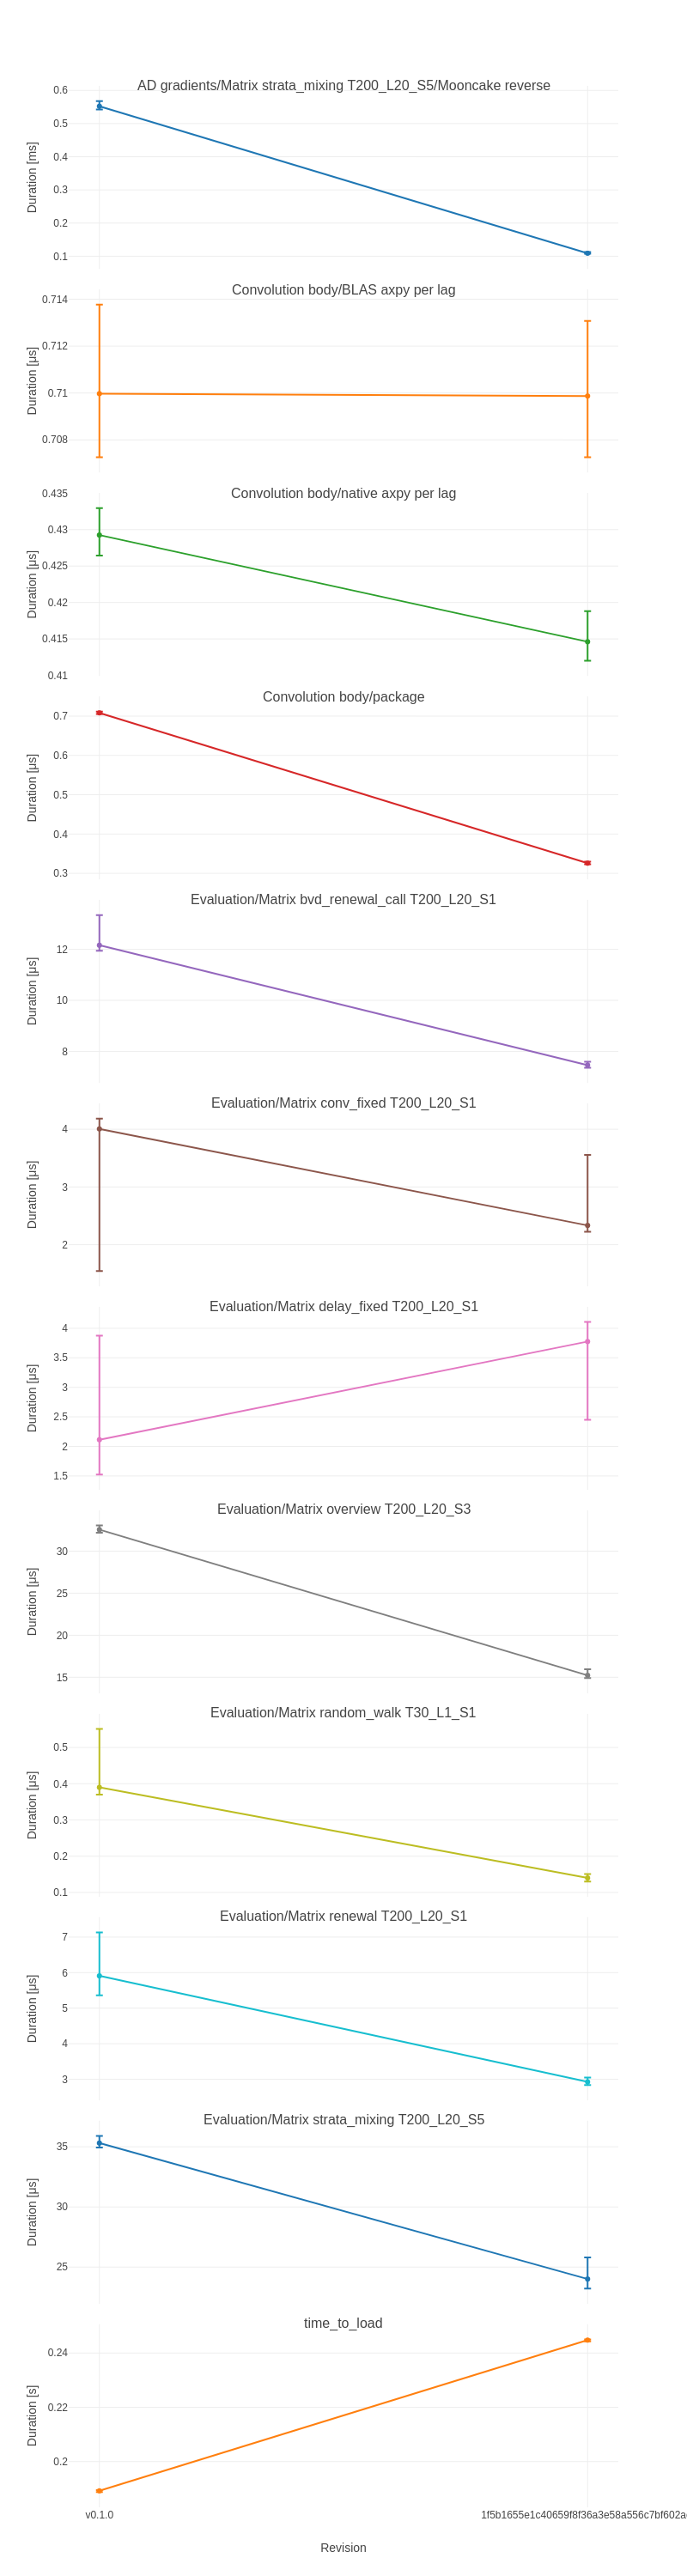 AD gradients/Matrix strata_mixing T200_L20_S5/Mooncake reverse
Duration [ms]
0.6
0.5
0.4
0.3
0.2
0.1
Convolution body/BLAS axpy per lag
Duration [μs]
0.714
0.712
0.71
0.708
Convolution body/native axpy per lag
Duration [μs]
0.435
0.43
0.425
0.42
0.415
0.41
Convolution body/package
Duration [μs]
0.7
0.6
0.5
0.4
0.3
Evaluation/Matrix bvd_renewal_call T200_L20_S1
Duration [μs]
12
10
8
Evaluation/Matrix conv_fixed T200_L20_S1
Duration [μs]
4
3
2
Evaluation/Matrix delay_fixed T200_L20_S1
Duration [μs]
4
3.5
3
2.5
2
1.5
Evaluation/Matrix overview T200_L20_S3
Duration [μs]
30
25
20
15
Evaluation/Matrix random_walk T30_L1_S1
Duration [μs]
0.5
0.4
0.3
0.2
0.1
Evaluation/Matrix renewal T200_L20_S1
Duration [μs]
7
6
5
4
3
Evaluation/Matrix strata_mixing T200_L20_S5
Duration [μs]
35
30
25
time_to_load
Duration [s]
0.24
0.22
0.2
v0.1.0
Revision